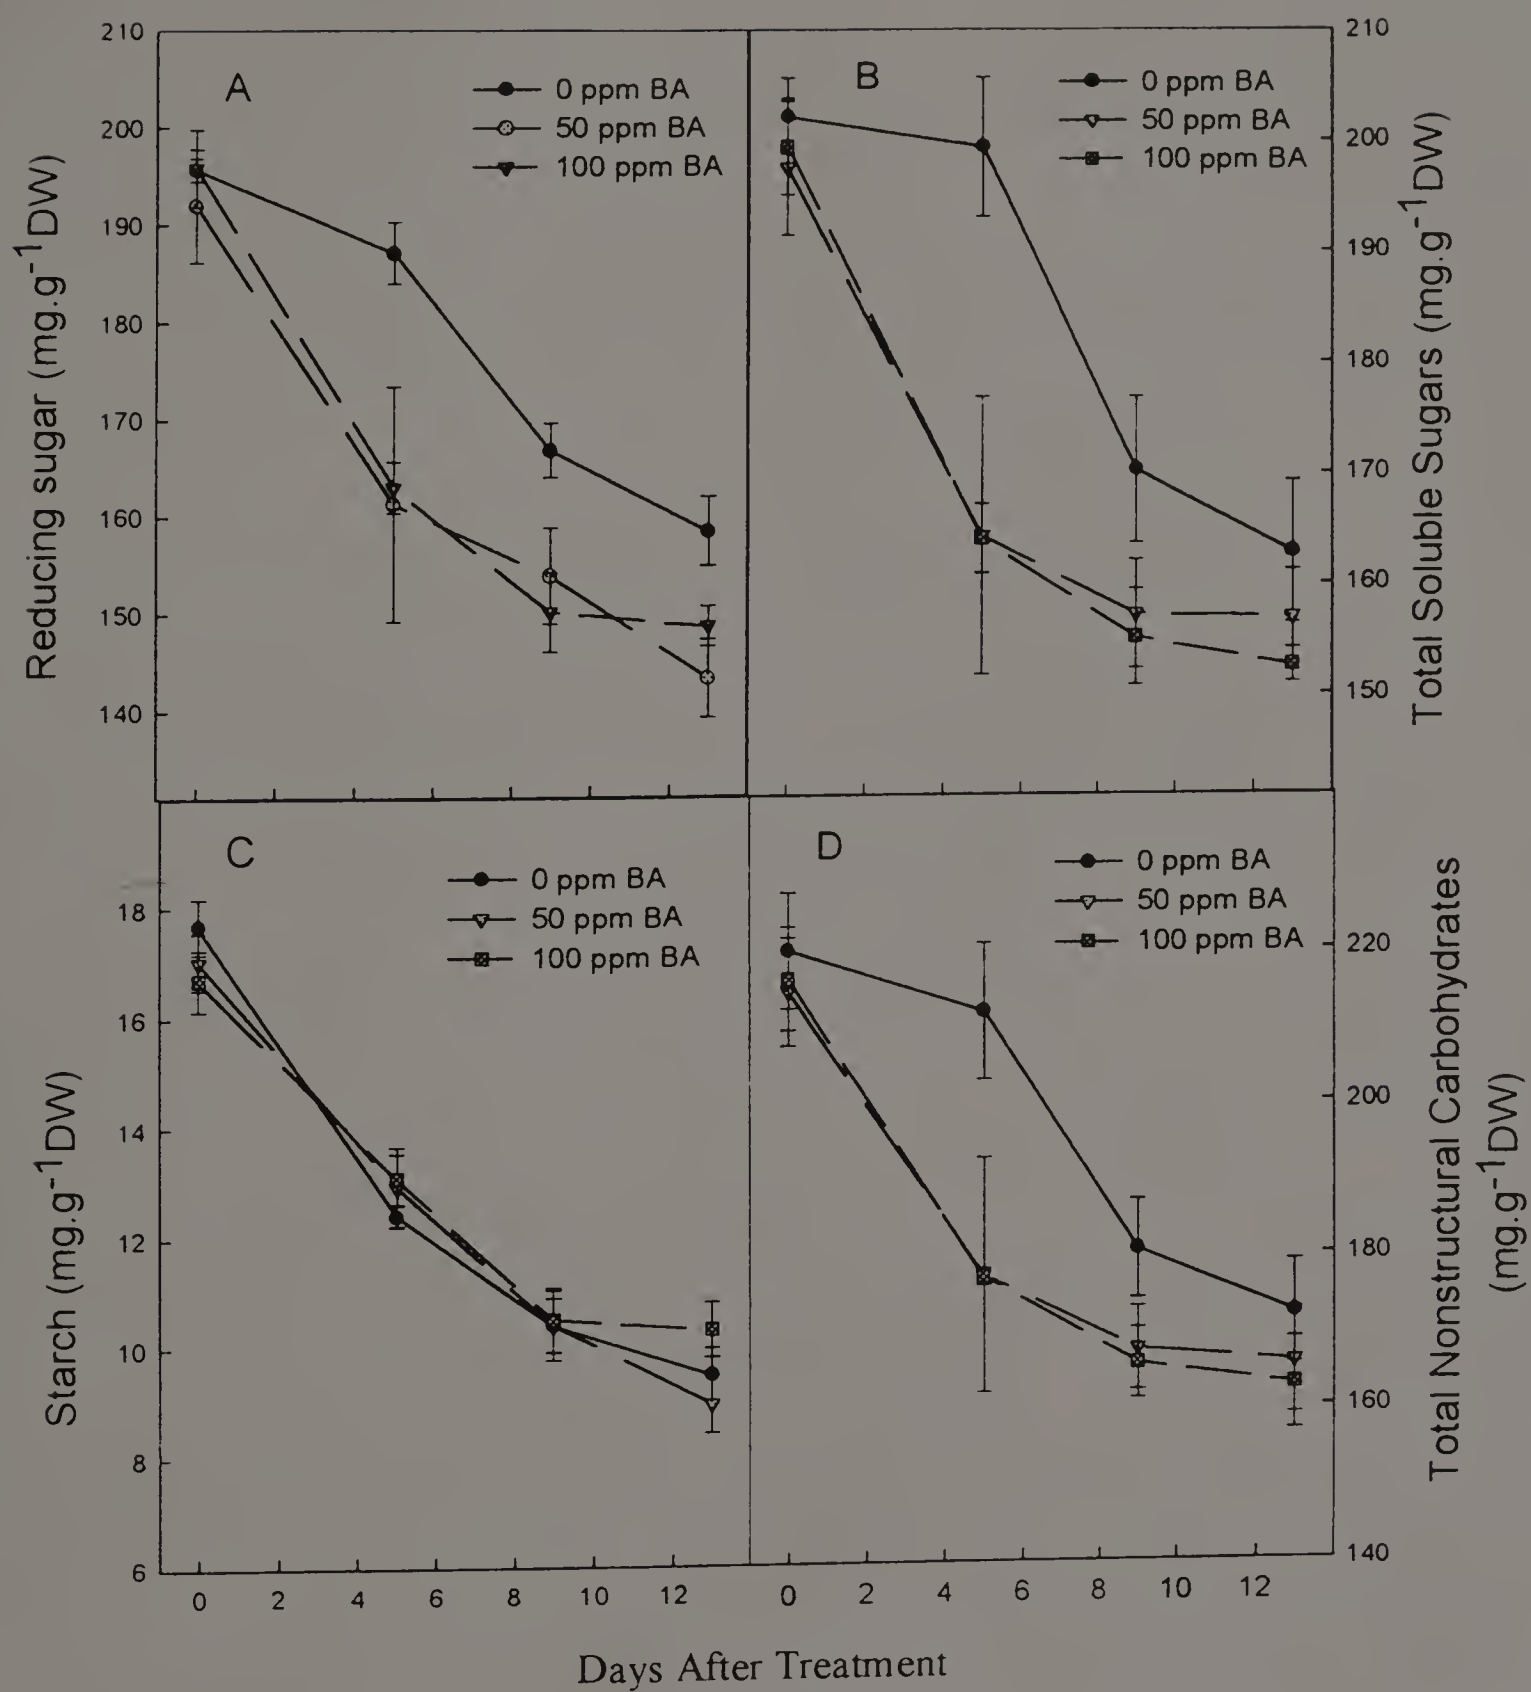 A
0 ppm BA
50 ppm BA
100 ppm BA
210
200
190
180
170
160
150
140
Reducing sugar (mg.g-1DW)
B
0 ppm BA
50 ppm BA
100 ppm BA
210
200
190
180
170
160
150
Total Soluble Sugars (mg.g-1DW)
C
0 ppm BA
50 ppm BA
100 ppm BA
18
16
14
12
10
8
6
Starch (mg.g-1DW)
0 2 4 6 8 10 12
D
0 ppm BA
50 ppm BA
100 ppm BA
220
200
180
160
140
Total Nonstructural Carbohydrates
(mg.g-1DW)
0 2 4 6 8 10 12
Days After Treatment